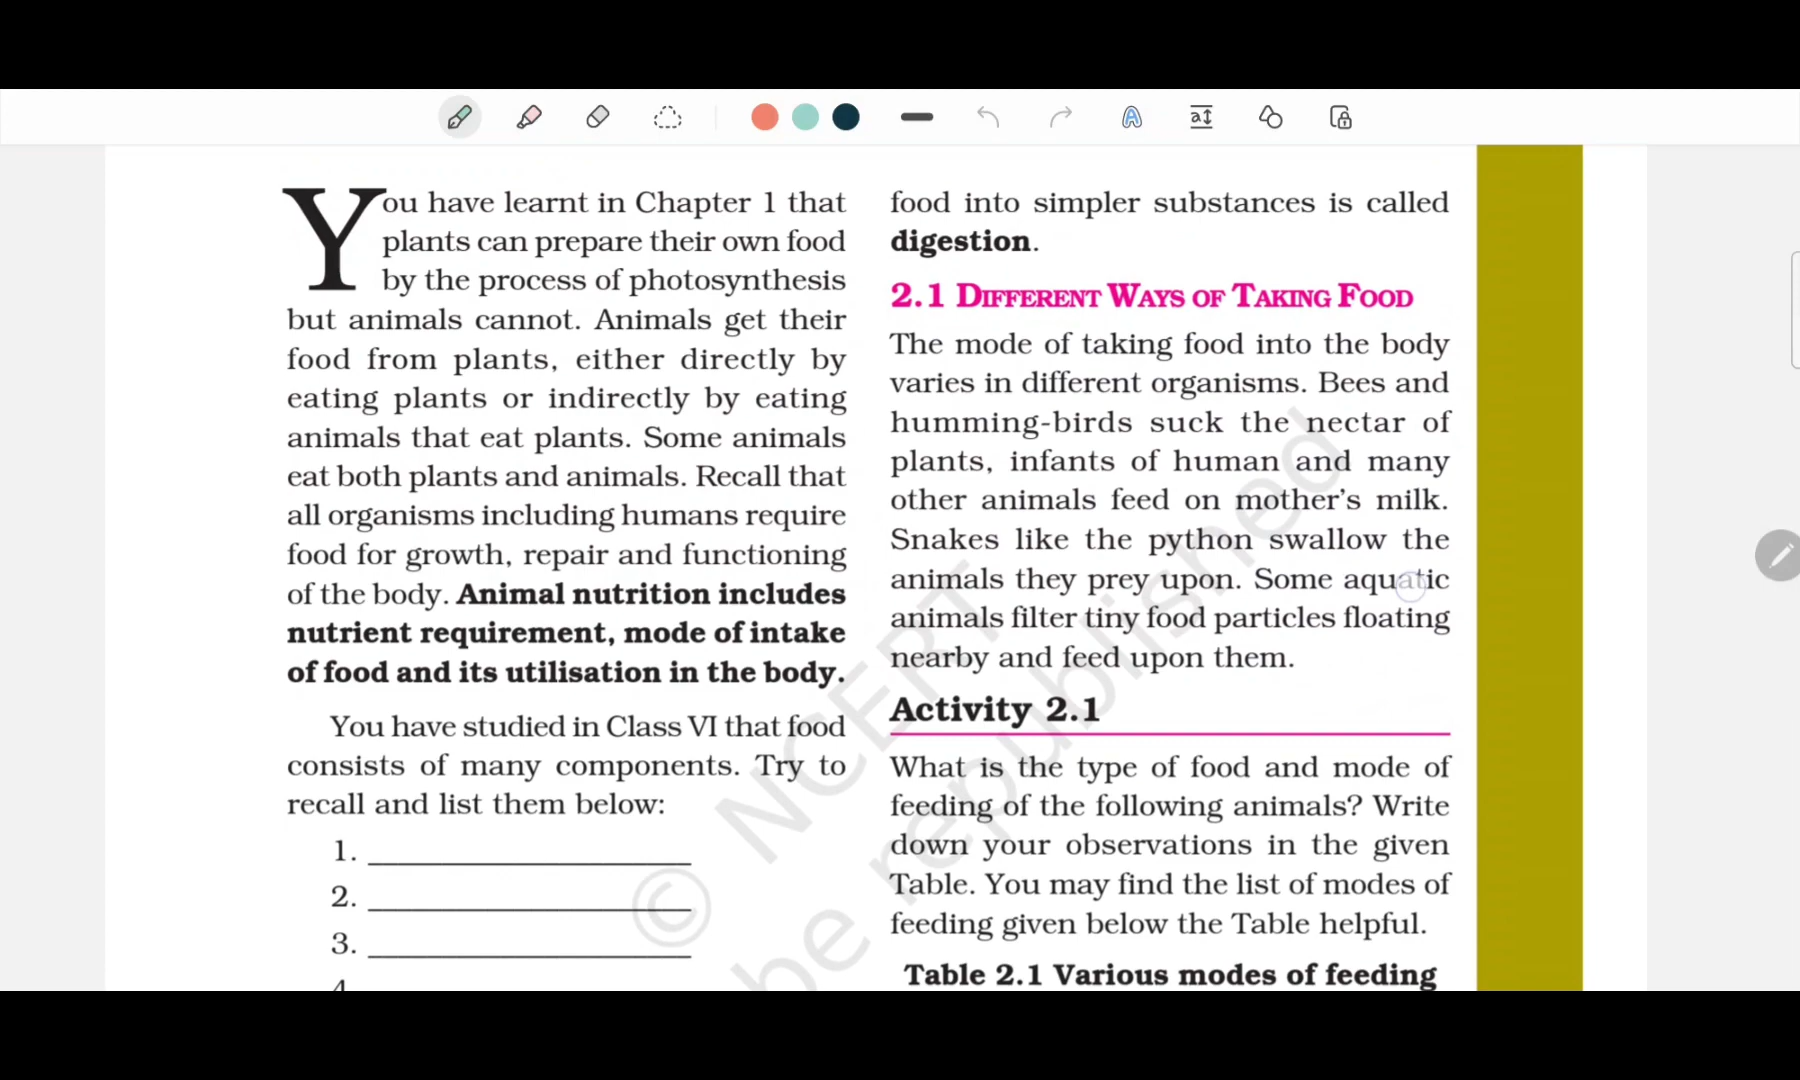 You have learnt in Chapter 1 that
plants can prepare their own food
by the process of photosynthesis
but animals cannot. Animals get their
food from plants, either directly by
eating plants or indirectly by eating
animals that eat plants. Some animals
eat both plants and animals. Recall that
all organisms including humans require
food for growth, repair and functioning
of the body. Animal nutrition includes
nutrient requirement, mode of intake
of food and its utilisation in the body.
You have studied in Class VI that food
consists of many components. Try to
recall and list them below:
1. ____________________
2. ____________________
3. ____________________
4.
food into simpler substances is called
digestion.
2.1 DIFFERENT WAYS OF TAKING FOOD
The mode of taking food into the body
varies in different organisms. Bees and
humming-birds suck the nectar of
plants, infants of human and many
other animals feed on mother's milk.
Snakes like the python swallow the
animals they prey upon. Some aquatic
animals filter tiny food particles floating
nearby and feed upon them.
Activity 2.1
What is the type of food and mode of
feeding of the following animals? Write
down your observations in the given
Table. You may find the list of modes of
feeding given below the Table helpful.
Table 2.1 Various modes of feeding
© NCERT
be republished